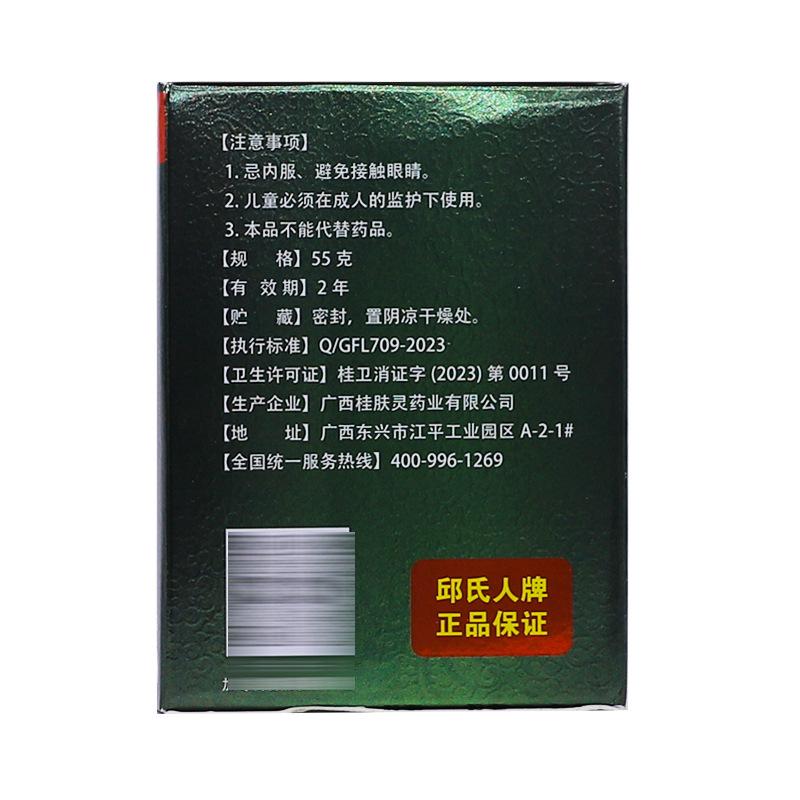 【注意事项】
1. 忌内服、避免接触眼睛。
2. 儿童必须在成人的监护下使用。
3. 本品不能代替药品。
【规 格】55 克
【有 效 期】2 年
【贮 藏】密封，置阴凉干燥处。
【执行标准】Q/GFL709-2023
【卫生许可证】桂卫消证字 (2023) 第 0011 号
【生产企业】广西桂肤灵药业有限公司
【地 址】广西东兴市江平工业园区 A-2-1#
【全国统一服务热线】400-996-1269
邱氏人牌
正品保证